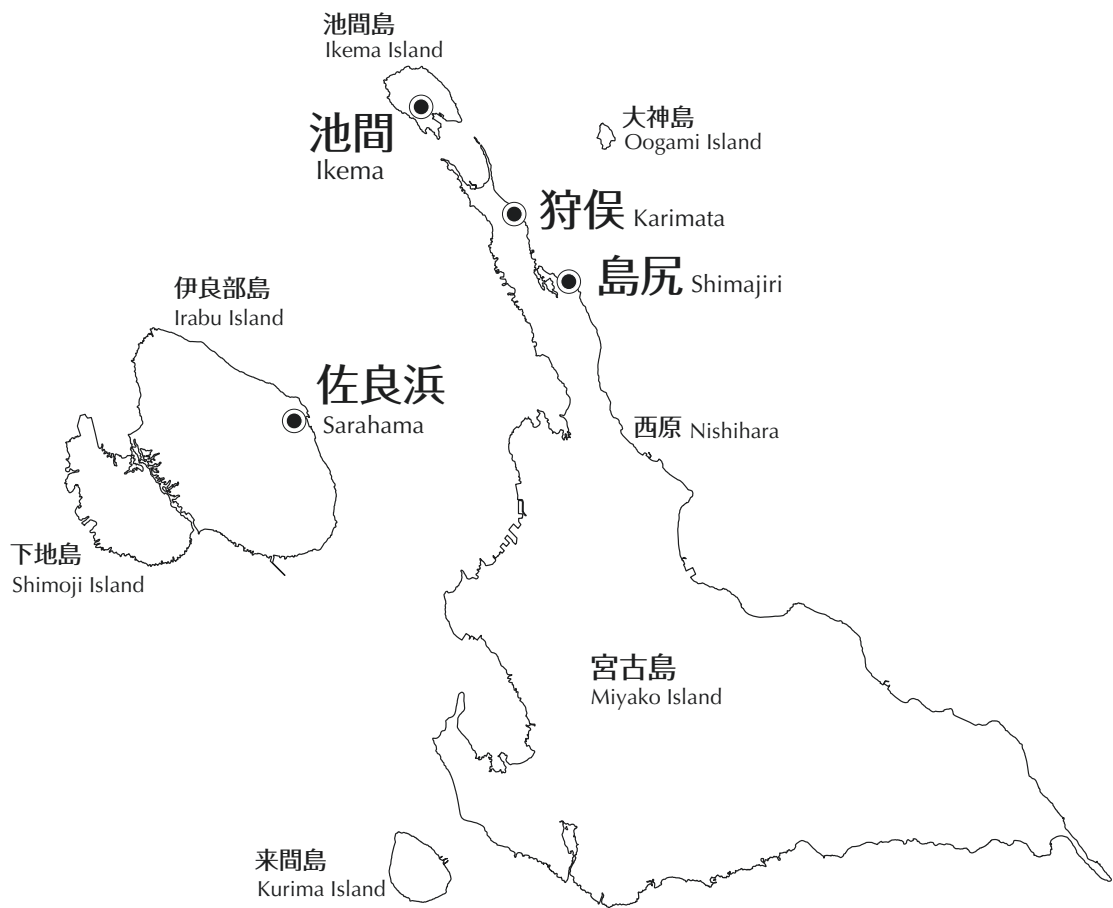 池間島
Ikema Island
池間
Ikema
大神島
Oogami Island
狩俣 Karimata
島尻 Shimajiri
伊良部島
Irabu Island
佐良浜
Sarahama
西原 Nishihara
下地島
Shimoji Island
宮古島
Miyako Island
来間島
Kurima Island